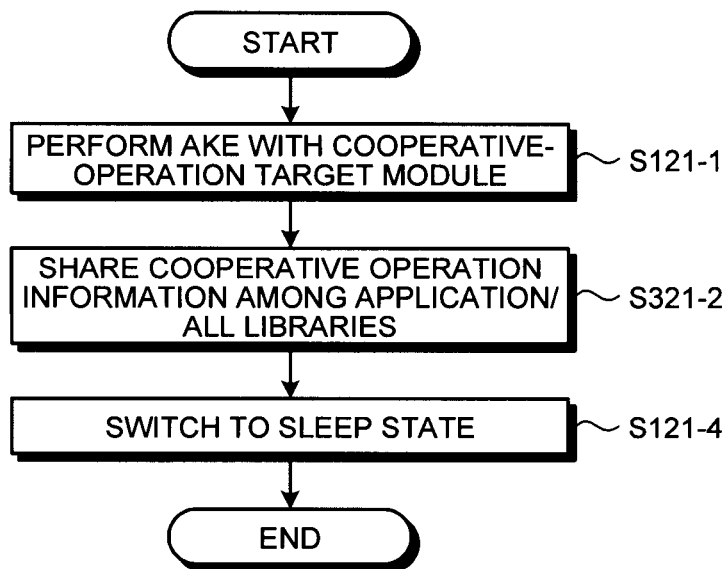 START
PERFORM AKE WITH COOPERATIVE-
OPERATION TARGET MODULE
S121-1
SHARE COOPERATIVE OPERATION
INFORMATION AMONG APPLICATION/
ALL LIBRARIES
S321-2
SWITCH TO SLEEP STATE
S121-4
END